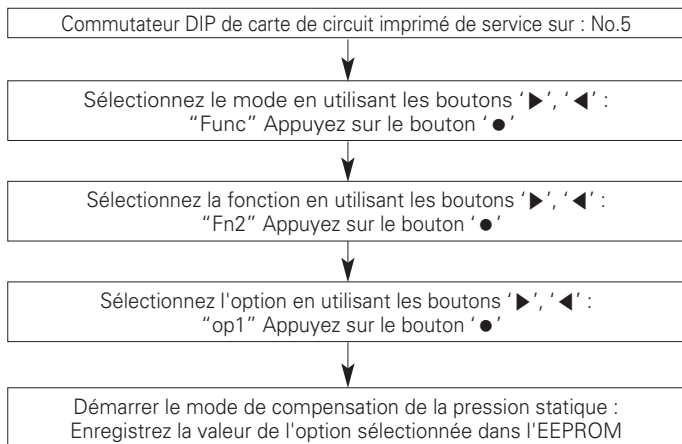 Commutateur DIP de carte de circuit imprimé de service sur : No.5
Sélectionnez le mode en utilisant les boutons ‘▶’, ‘◀’ :
“Func” Appuyez sur le bouton ‘●’
Sélectionnez la fonction en utilisant les boutons ‘▶’, ‘◀’ :
“Fn2” Appuyez sur le bouton ‘●’
Sélectionnez l'option en utilisant les boutons ‘▶’, ‘◀’ :
“op1” Appuyez sur le bouton ‘●’
Démarrer le mode de compensation de la pression statique :
Enregistrez la valeur de l'option sélectionnée dans l'EEPROM